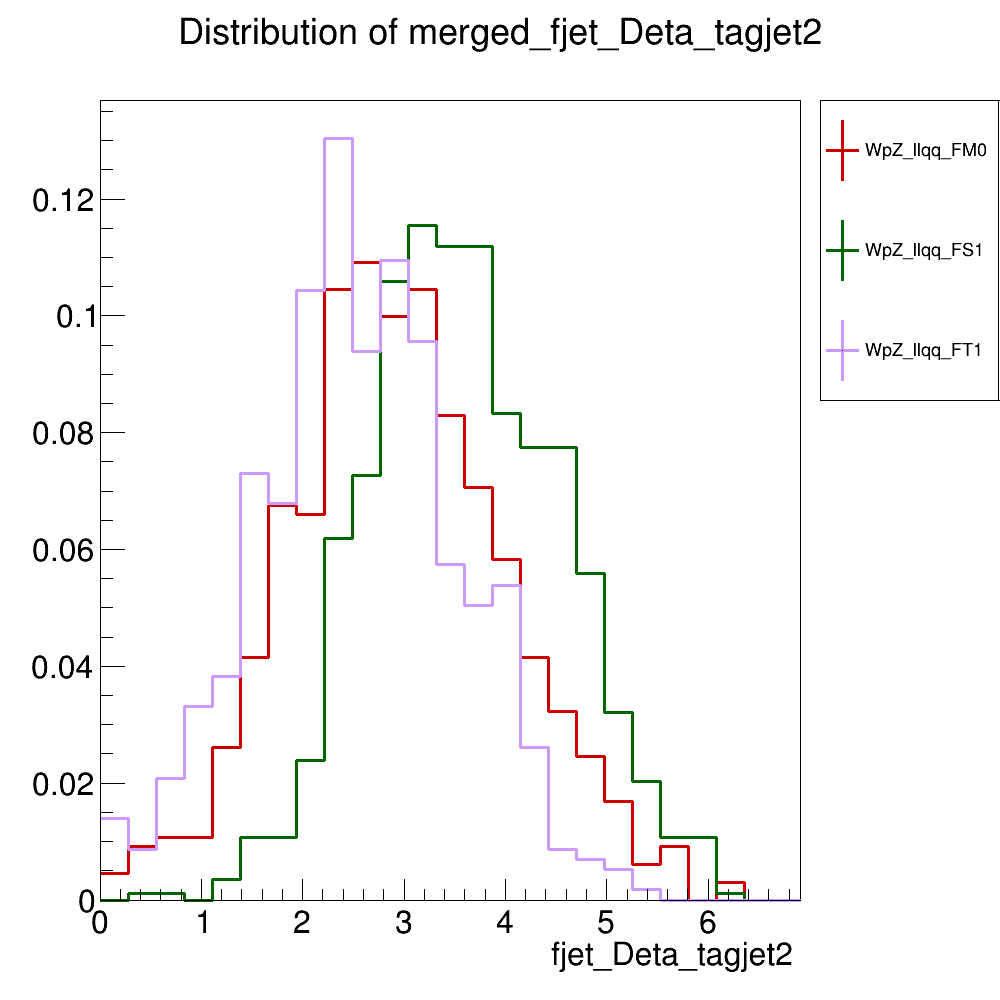 Distribution of merged_fjet_Deta_tagjet2
WpZ_llqq_FM0
WpZ_llqq_FS1
WpZ_llqq_FT1
0.12
0.1
0.08
0.06
0.04
0.02
0
0 1 2 3 4 5 6
fjet_Deta_tagjet2